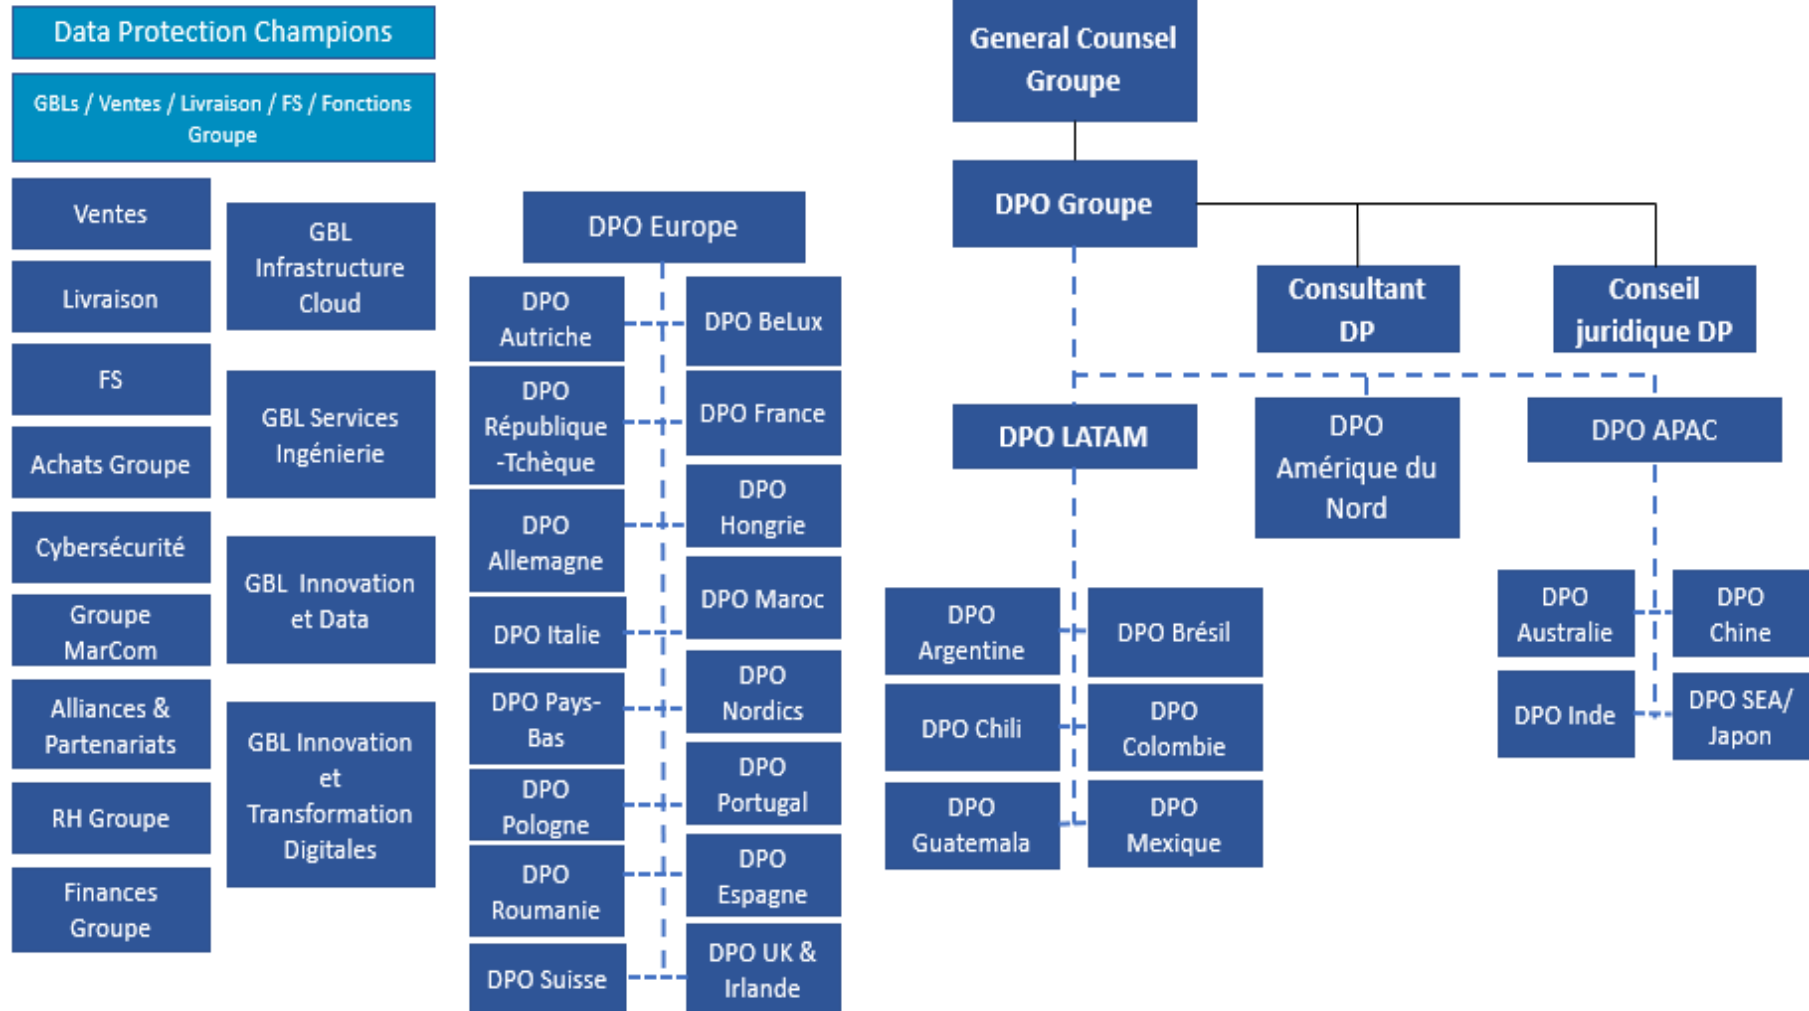 Data Protection Champions
GBLs / Ventes / Livraison / FS / Fonctions
Groupe
Ventes
Livraison
FS
Achats Groupe
Cybersécurité
Groupe
MarCom
Alliances &
Partenariats
RH Groupe
Finances
Groupe
GBL
Infrastructure
Cloud
GBL Services
Ingénierie
GBL Innovation
et Data
GBL Innovation
et
Transformation
Digitales
DPO Europe
DPO
Autriche
DPO BeLux
DPO
République
-Tchèque
DPO France
DPO
Allemagne
DPO
Hongrie
DPO Italie
DPO Maroc
DPO Pays-
Bas
DPO
Nordics
DPO
Pologne
DPO
Portugal
DPO
Roumanie
DPO
Espagne
DPO Suisse
DPO UK &
Irlande
General Counsel
Groupe
DPO Groupe
Consultant
DP
Conseil
juridique DP
DPO LATAM
DPO
Amérique du
Nord
DPO APAC
DPO
Argentine
DPO Brésil
DPO Chili
DPO
Colombie
DPO
Guatemala
DPO
Mexique
DPO
Australie
DPO
Chine
DPO Inde
DPO SEA/
Japon